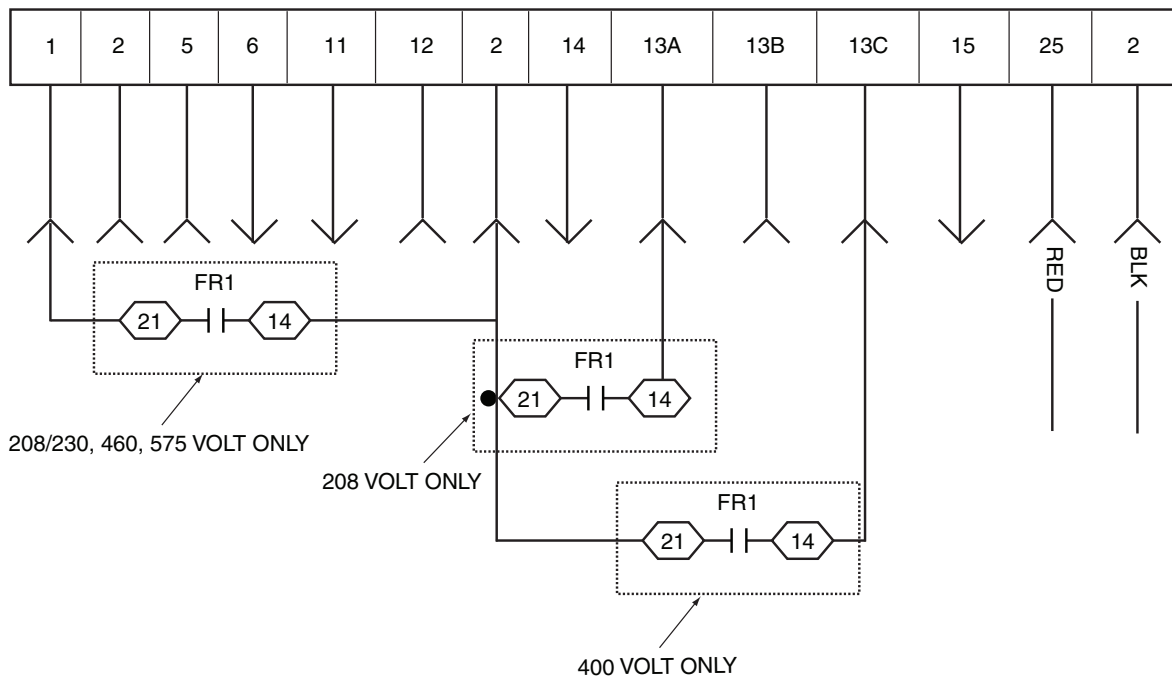 1 2 5 6 11 12 2 14 13A 13B 13C 15 25 2
RED
BLK
FR1
21 14
208/230, 460, 575 VOLT ONLY
FR1
21 14
208 VOLT ONLY
FR1
21 14
400 VOLT ONLY